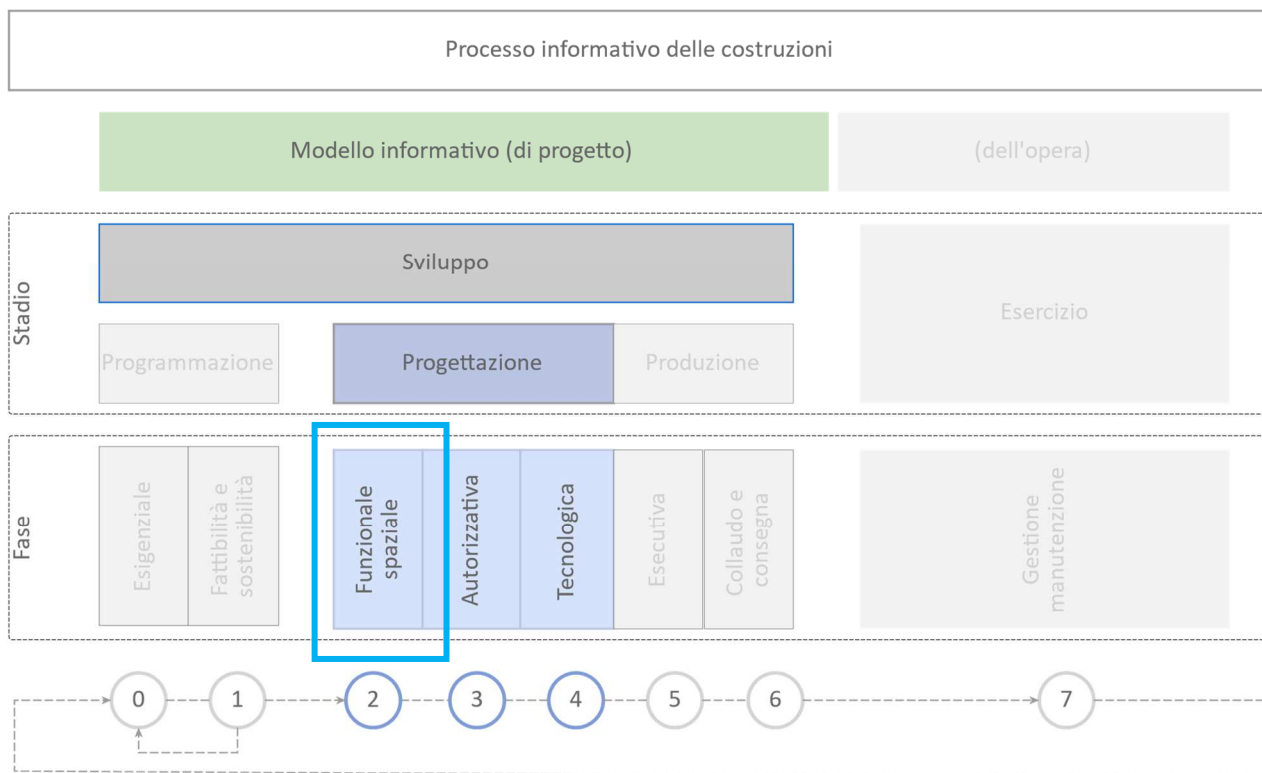 Processo informativo delle costruzioni
Modello informativo (di progetto)
(dell'opera)
Stadio
Sviluppo
Esercizio
Programmazione
Progettazione
Produzione
Fase
Esigenziale
Fattibilità e
sostenibilità
Funzionale
spaziale
Autorizzativa
Tecnologica
Esecutiva
Collaudo e
consegna
Gestione
manutenzione
0
1
2
3
4
5
6
7